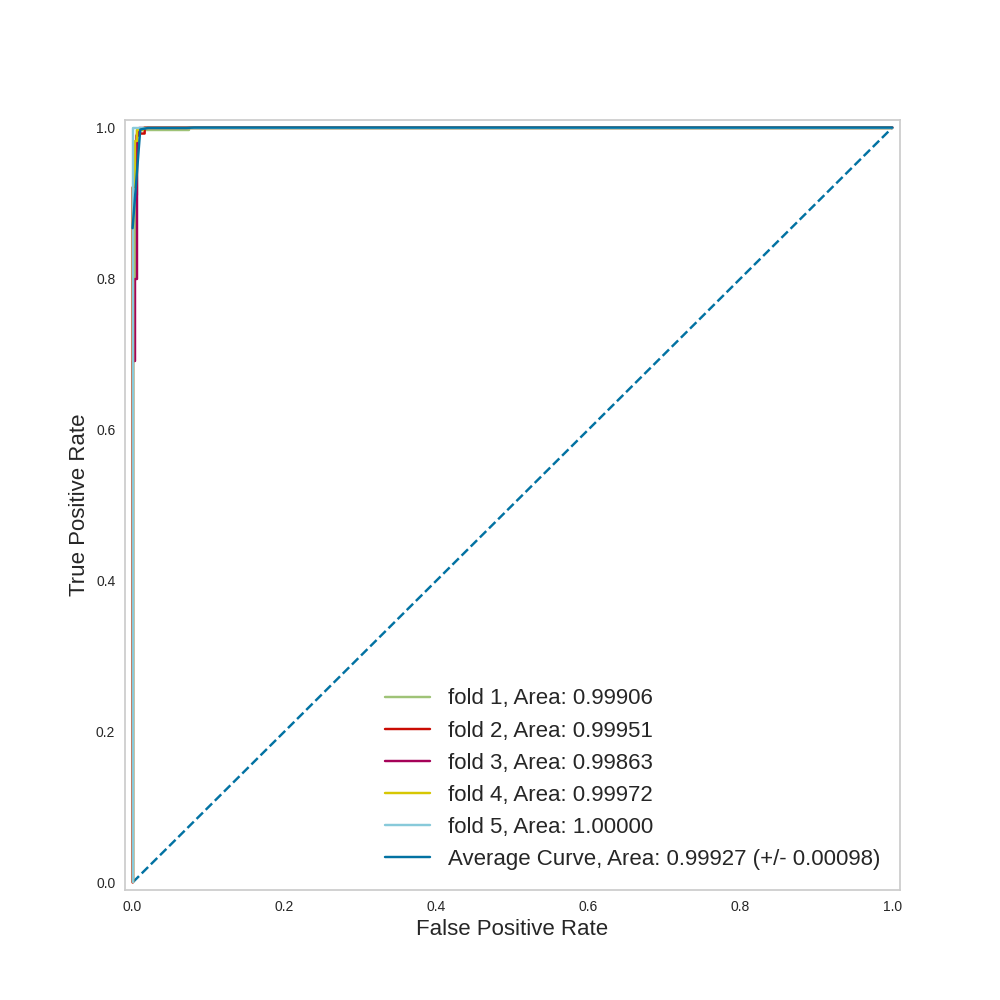 1.0
0.8
0.6
0.4
0.2
0.0
True Positive Rate
fold 1, Area: 0.99906
fold 2, Area: 0.99951
fold 3, Area: 0.99863
fold 4, Area: 0.99972
fold 5, Area: 1.00000
Average Curve, Area: 0.99927 (+/- 0.00098)
0.0 0.2 0.4 0.6 0.8 1.0
False Positive Rate